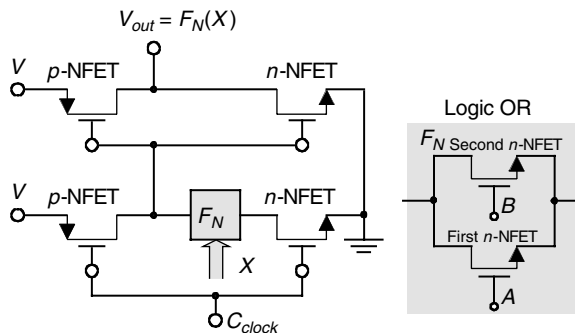 V_out = F_N(X)
V
p-NFET
n-NFET
V
p-NFET
F_N
n-NFET
X
C_clock
Logic OR
F_N Second n-NFET
B
First n-NFET
A